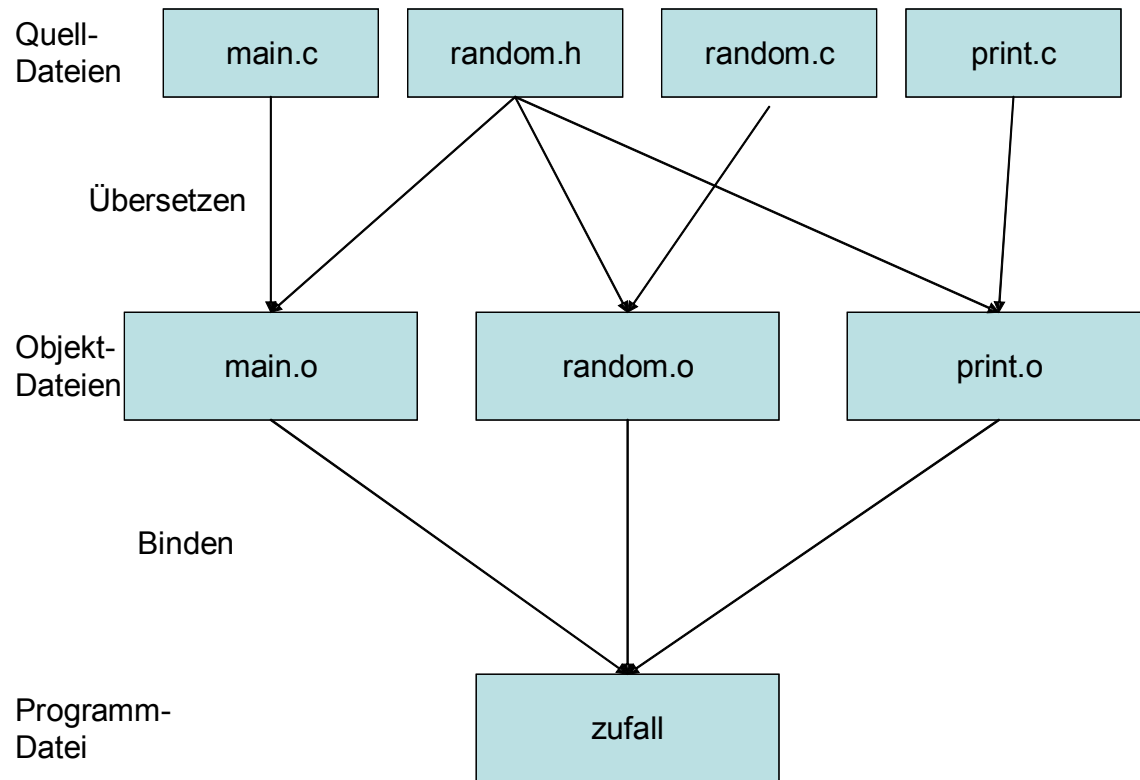 Quell-
Dateien
main.c
random.h
random.c
print.c
Übersetzen
Objekt-
Dateien
main.o
random.o
print.o
Binden
Programm-
Datei
zufall